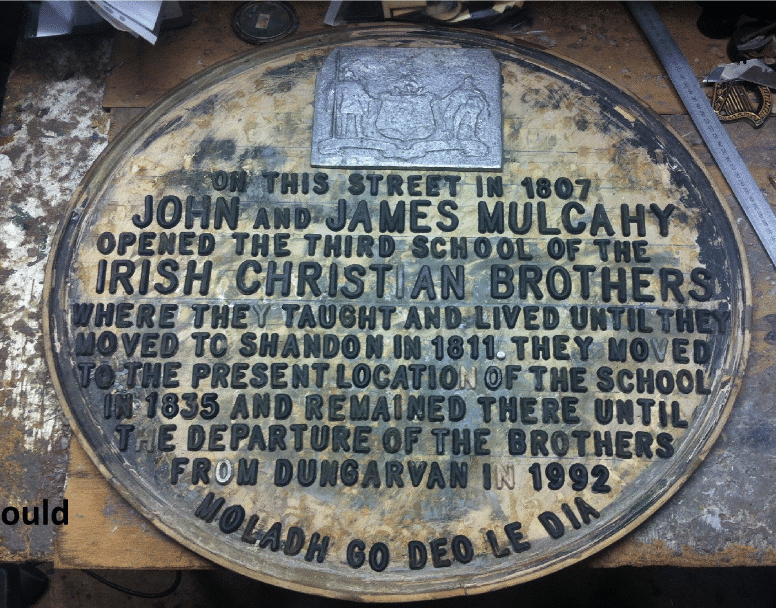 ON THIS STREET IN 1807
JOHN AND JAMES MULCAHY
OPENED THE THIRD SCHOOL OF THE
IRISH CHRISTIAN BROTHERS
WHERE THEY TAUGHT AND LIVED UNTIL THEY
MOVED TO SHANDON IN 1811. THEY MOVED
TO THE PRESENT LOCATION OF THE SCHOOL
IN 1835 AND REMAINED THERE UNTIL
THE DEPARTURE OF THE BROTHERS
FROM DUNGARVAN IN 1992
ould
MOLADH GO DEO LE DIA